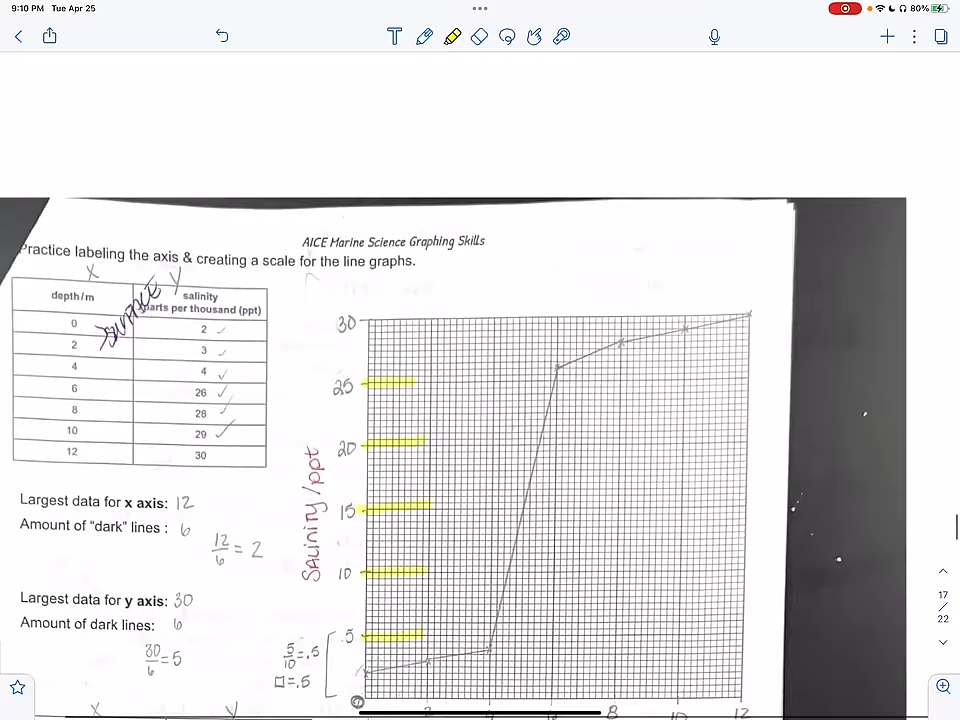 9:10 PM Tue Apr 25
80%
AICE Marine Science Graphing Skills
Practice labeling the axis & creating a scale for the line graphs.
X Y
depth/m
salinity
parts per thousand (ppt)
surface
0 2
2 3
4 4
6 26
8 28
10 29
12 30
Largest data for x axis: 12
Amount of "dark" lines : 6
12/6 = 2
Largest data for y axis: 30
Amount of dark lines: 6
30/6 = 5
5/10 = .5
□ = .5
X Y
Salinity/ppt
30
25
20
15
10
5
2 4 6 8 10 12
17
/
22